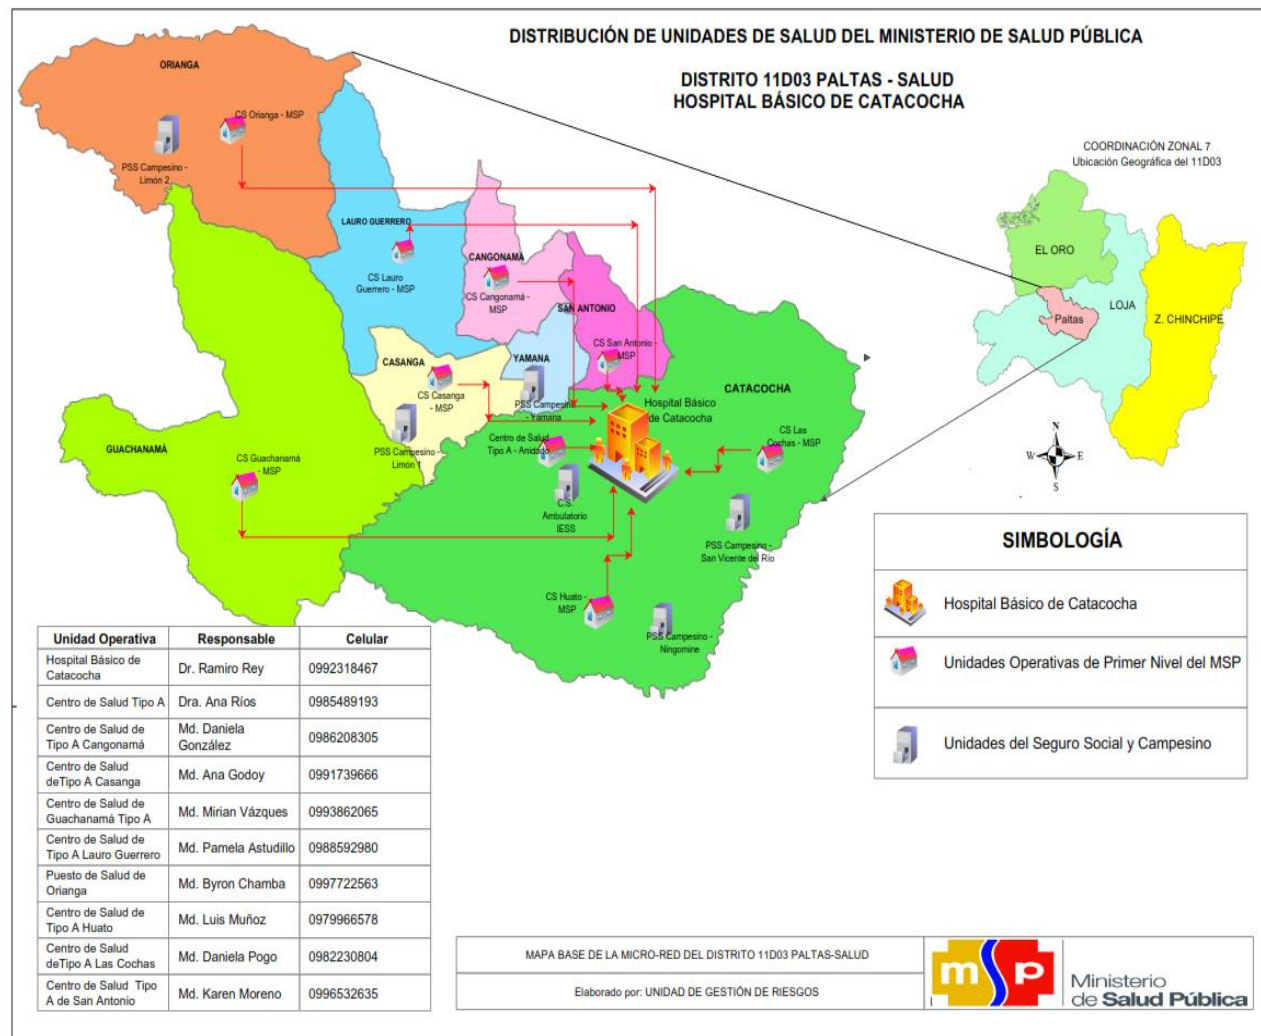 DISTRIBUCIÓN DE UNIDADES DE SALUD DEL MINISTERIO DE SALUD PÚBLICA
DISTRITO 11D03 PALTAS - SALUD
HOSPITAL BÁSICO DE CATACOCHA
ORIANGA
CS Orianga - MSP
PSS Campesino -
Limón 2
LAURO GUERRERO
CS Lauro
Guerrero - MSP
CANGONAMÁ
CS Cangonamá -
MSP
SAN ANTONIO
CS San Antonio -
MSP
CASANGA
CS Casanga
- MSP
PSS Campesino -
Limón 1
YAMANA
PSS Campesino
- Yamana
GUACHANAMÁ
CS Guachanamá
- MSP
CATACOCHA
Hospital Básico
de Catacocha
Centro de Salud
Tipo A - Anidado
C.S.
Ambulatorio
IESS
CS Las
Cochas - MSP
PSS Campesino -
San Vicente del Río
CS Huato -
MSP
PSS Campesino -
Ningomine
COORDINACIÓN ZONAL 7
Ubicación Geográfica del 11D03
EL ORO
LOJA
Paltas
Z. CHINCHIPE
N
W E
S
SIMBOLOGÍA
Hospital Básico de Catacocha
Unidades Operativas de Primer Nivel del MSP
Unidades del Seguro Social y Campesino
Unidad Operativa Responsable Celular
Hospital Básico de
Catacocha Dr. Ramiro Rey 0992318467
Centro de Salud Tipo A Dra. Ana Ríos 0985489193
Centro de Salud de
Tipo A Cangonamá Md. Daniela
González 0986208305
Centro de Salud
deTipo A Casanga Md. Ana Godoy 0991739666
Centro de Salud de
Guachanamá Tipo A Md. Mirian Vázques 0993862065
Centro de Salud de
Tipo A Lauro Guerrero Md. Pamela Astudillo 0988592980
Puesto de Salud de
Orianga Md. Byron Chamba 0997722563
Centro de Salud de
Tipo A Huato Md. Luis Muñoz 0979966578
Centro de Salud
deTipo A Las Cochas Md. Daniela Pogo 0982230804
Centro de Salud Tipo
A de San Antonio Md. Karen Moreno 0996532635
MAPA BASE DE LA MICRO-RED DEL DISTRITO 11D03 PALTAS-SALUD
Elaborado por: UNIDAD DE GESTIÓN DE RIESGOS
msp
Ministerio
de Salud Pública